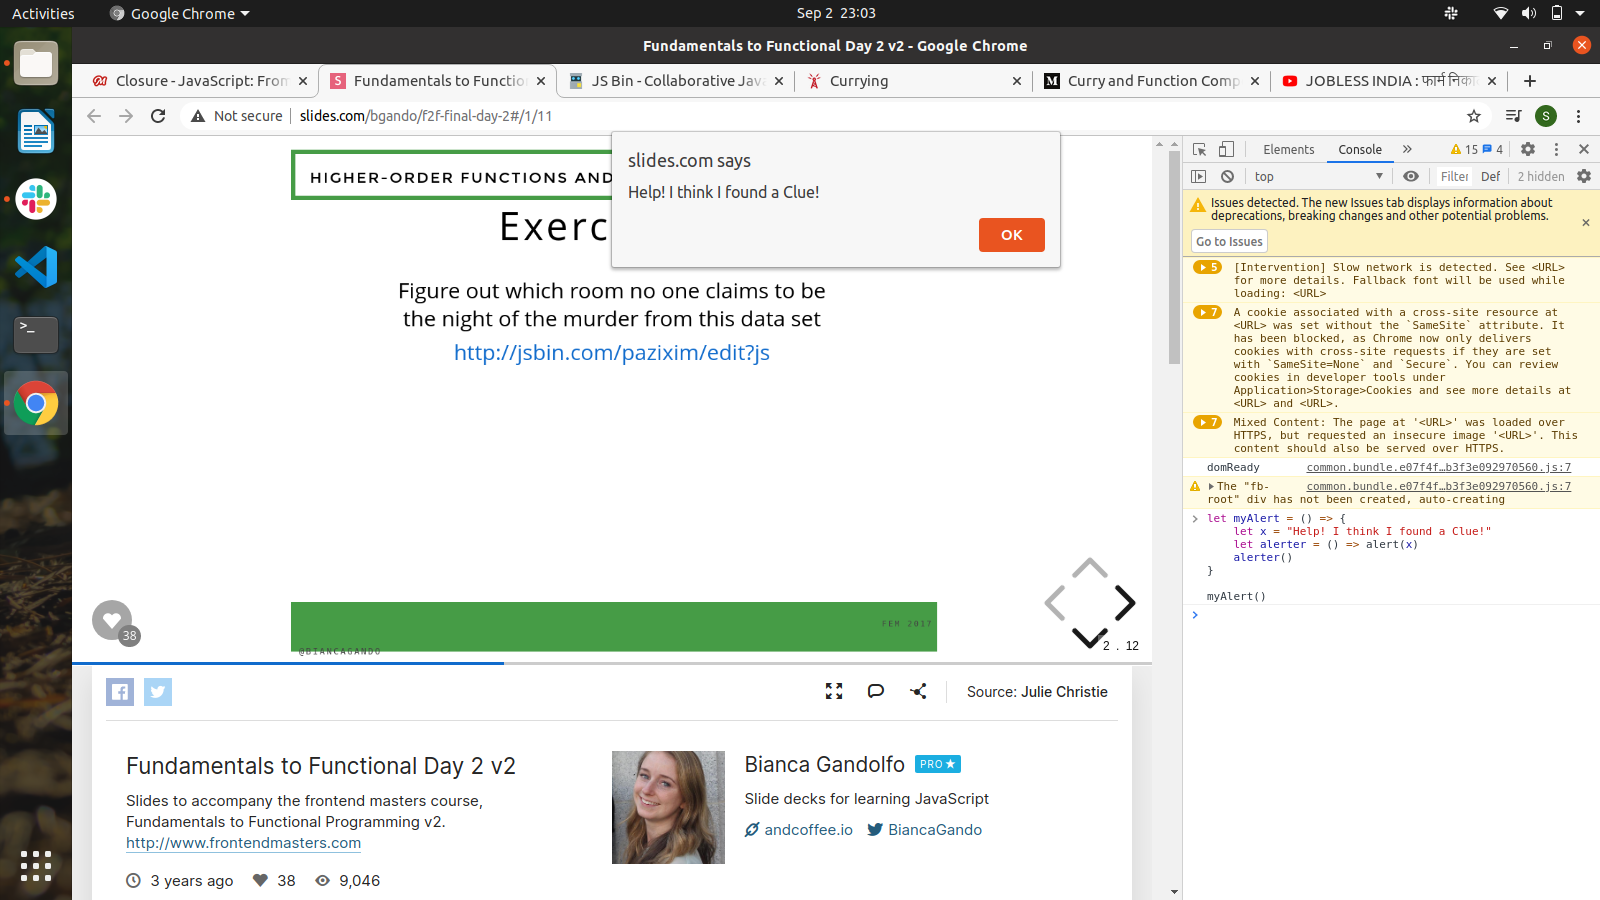 Activities
Google Chrome
Sep 2 23:03
Fundamentals to Functional Day 2 v2 - Google Chrome
Closure - JavaScript: From
Fundamentals to Functio
JS Bin - Collaborative Java
Currying
Curry and Function Comp
JOBLESS INDIA : फार्म निका
Not secure
slides.com/bgando/f2f-final-day-2#/1/11
S
slides.com says
Help! I think I found a Clue!
OK
HIGHER-ORDER FUNCTIONS AND
Exerc
Figure out which room no one claims to be
the night of the murder from this data set
http://jsbin.com/pazixim/edit?js
FEM 2017
@BIANCAGANDO
38
2 . 12
Source: Julie Christie
Fundamentals to Functional Day 2 v2
Slides to accompany the frontend masters course,
Fundamentals to Functional Programming v2.
http://www.frontendmasters.com
3 years ago
38
9,046
Bianca Gandolfo
PRO
Slide decks for learning JavaScript
andcoffee.io
BiancaGando
Elements
Console
15
4
top
Filter
Def
2 hidden
Issues detected. The new Issues tab displays information about
deprecations, breaking changes and other potential problems.
Go to Issues
5
[Intervention] Slow network is detected. See <URL>
for more details. Fallback font will be used while
loading: <URL>
7
A cookie associated with a cross-site resource at
<URL> was set without the `SameSite` attribute. It
has been blocked, as Chrome now only delivers
cookies with cross-site requests if they are set
with `SameSite=None` and `Secure`. You can review
cookies in developer tools under
Application>Storage>Cookies and see more details at
<URL> and <URL>.
7
Mixed Content: The page at '<URL>' was loaded over
HTTPS, but requested an insecure image '<URL>'. This
content should also be served over HTTPS.
domReady
common.bundle.e07f4f…b3f3e092970560.js:7
The "fb-
common.bundle.e07f4f…b3f3e092970560.js:7
root" div has not been created, auto-creating
let myAlert = () => {
let x = "Help! I think I found a Clue!"
let alerter = () => alert(x)
alerter()
}
myAlert()